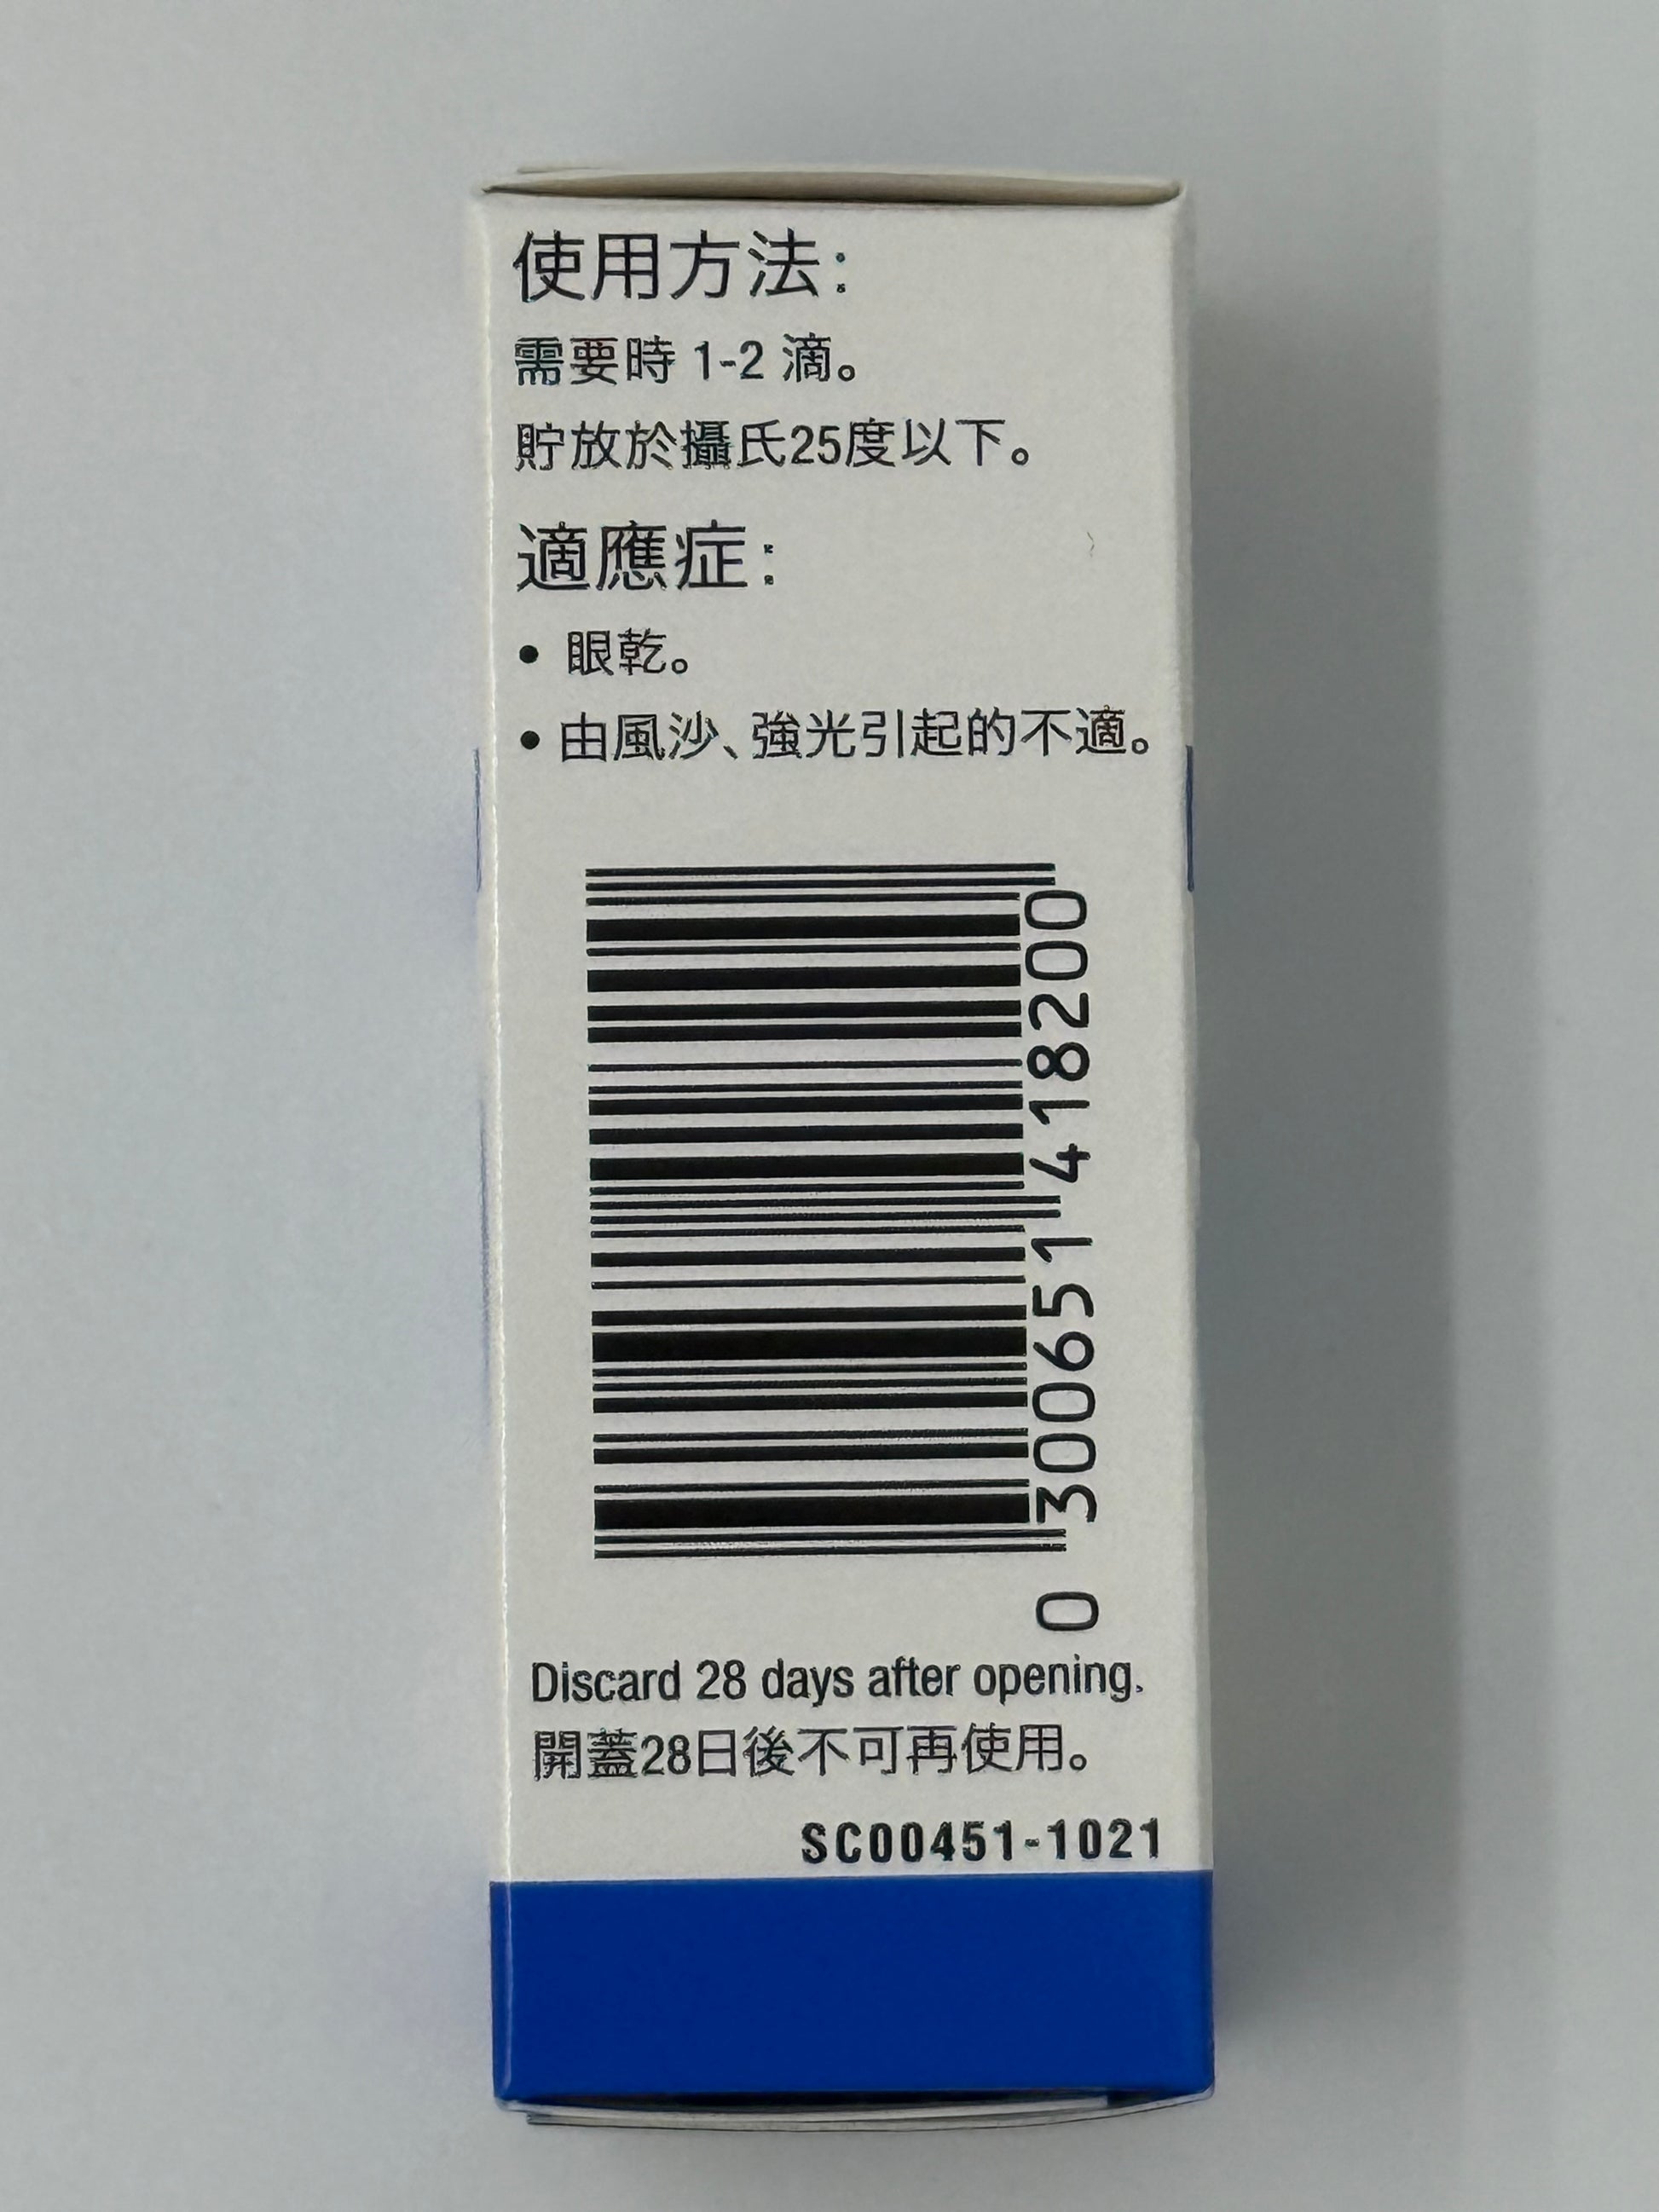 使用方法:
需要時 1-2 滴。
貯放於攝氏25度以下。
適應症:
• 眼乾。
• 由風沙、強光引起的不適。
0 300651 418200
Discard 28 days after opening.
開蓋28日後不可再使用。
SC00451-1021